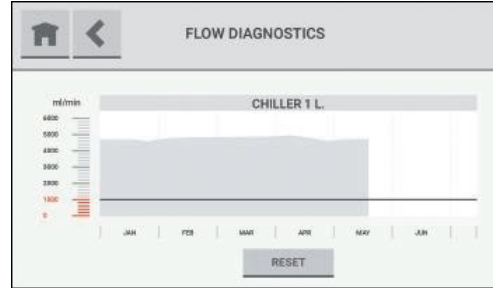 FLOW DIAGNOSTICS
ml/min
CHILLER 1 L.
6000
5000
4000
3000
2000
1000
0
JAN FEB MAR APR MAY JUN
RESET